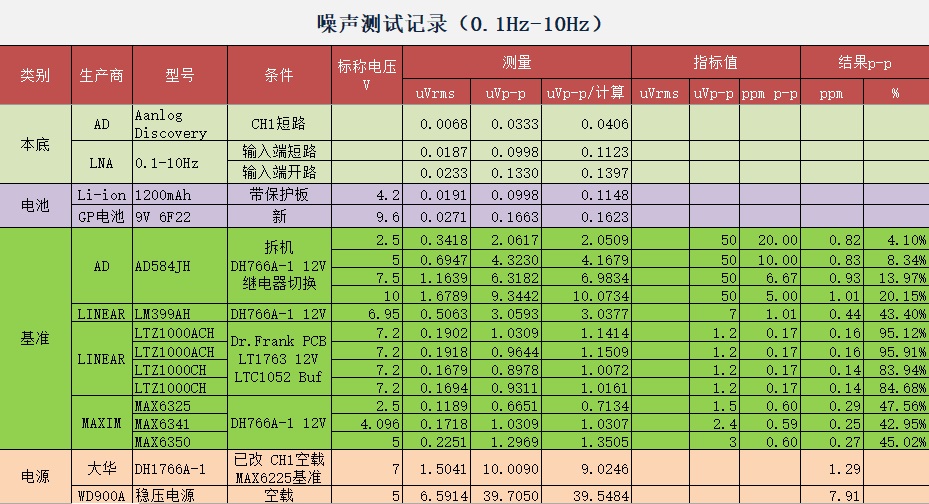 噪声测试记录（0.1Hz-10Hz）
类别 生产商 型号 条件 标称电压V 测量 指标值 结果p-p
uVrms uVp-p uVp-p/计算 uVrms uVp-p ppm p-p ppm %
本底 AD Aanlog Discovery CH1短路 0.0068 0.0333 0.0406
LNA 0.1-10Hz 输入端短路 0.0187 0.0998 0.1123
输入端开路 0.0233 0.1330 0.1397
电池 Li-ion 1200mAh 带保护板 4.2 0.0191 0.0998 0.1148
GP电池 9V 6F22 新 9.6 0.0271 0.1663 0.1623
基准 AD AD584JH 拆机 DH766A-1 12V 继电器切换 2.5 0.3418 2.0617 2.0509 50 20.00 0.82 4.10%
5 0.6947 4.3230 4.1679 50 10.00 0.83 8.34%
7.5 1.1639 6.3182 6.9834 50 6.67 0.93 13.97%
10 1.6789 9.3442 10.0734 50 5.00 1.01 20.15%
LINEAR LM399AH DH766A-1 12V 6.95 0.5063 3.0593 3.0377 7 1.01 0.44 43.40%
LINEAR LTZ1000ACH Dr.Frank PCB LT1763 12V LTC1052 Buf 7.2 0.1902 1.0309 1.1414 1.2 0.17 0.16 95.12%
LTZ1000ACH 7.2 0.1918 0.9644 1.1509 1.2 0.17 0.16 95.91%
LTZ1000CH 7.2 0.1679 0.8978 1.0072 1.2 0.17 0.14 83.94%
LTZ1000CH 7.2 0.1694 0.9311 1.0161 1.2 0.17 0.14 84.68%
MAXIM MAX6325 DH766A-1 12V 2.5 0.1189 0.6651 0.7134 1.5 0.60 0.29 47.56%
MAX6341 4.096 0.1718 1.0309 1.0307 2.4 0.59 0.25 42.95%
MAX6350 5 0.2251 1.2969 1.3505 3 0.60 0.27 45.02%
电源 大华 DH1766A-1 已改 CH1空载 MAX6225基准 7 1.5041 10.0090 9.0246 1.29
WD900A 稳压电源 空载 5 6.5914 39.7050 39.5484 7.91